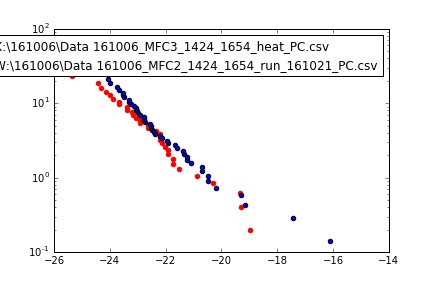 10²
:\161006\Data 161006_MFC3_1424_1654_heat_PC.csv
W:\161006\Data 161006_MFC2_1424_1654_run_161021_PC.csv
10¹
10⁰
10⁻¹
−26 −24 −22 −20 −18 −16 −14